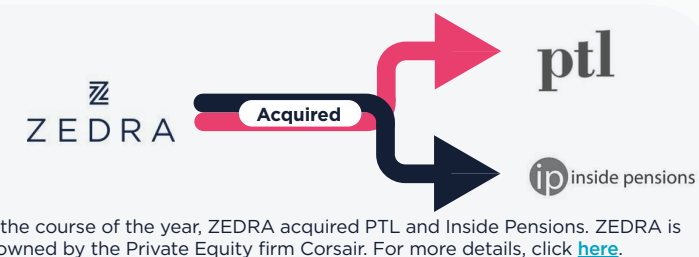 ZEDRA
Acquired
ptl
ip inside pensions
the course of the year, ZEDRA acquired PTL and Inside Pensions. ZEDRA is
owned by the Private Equity firm Corsair. For more details, click here.